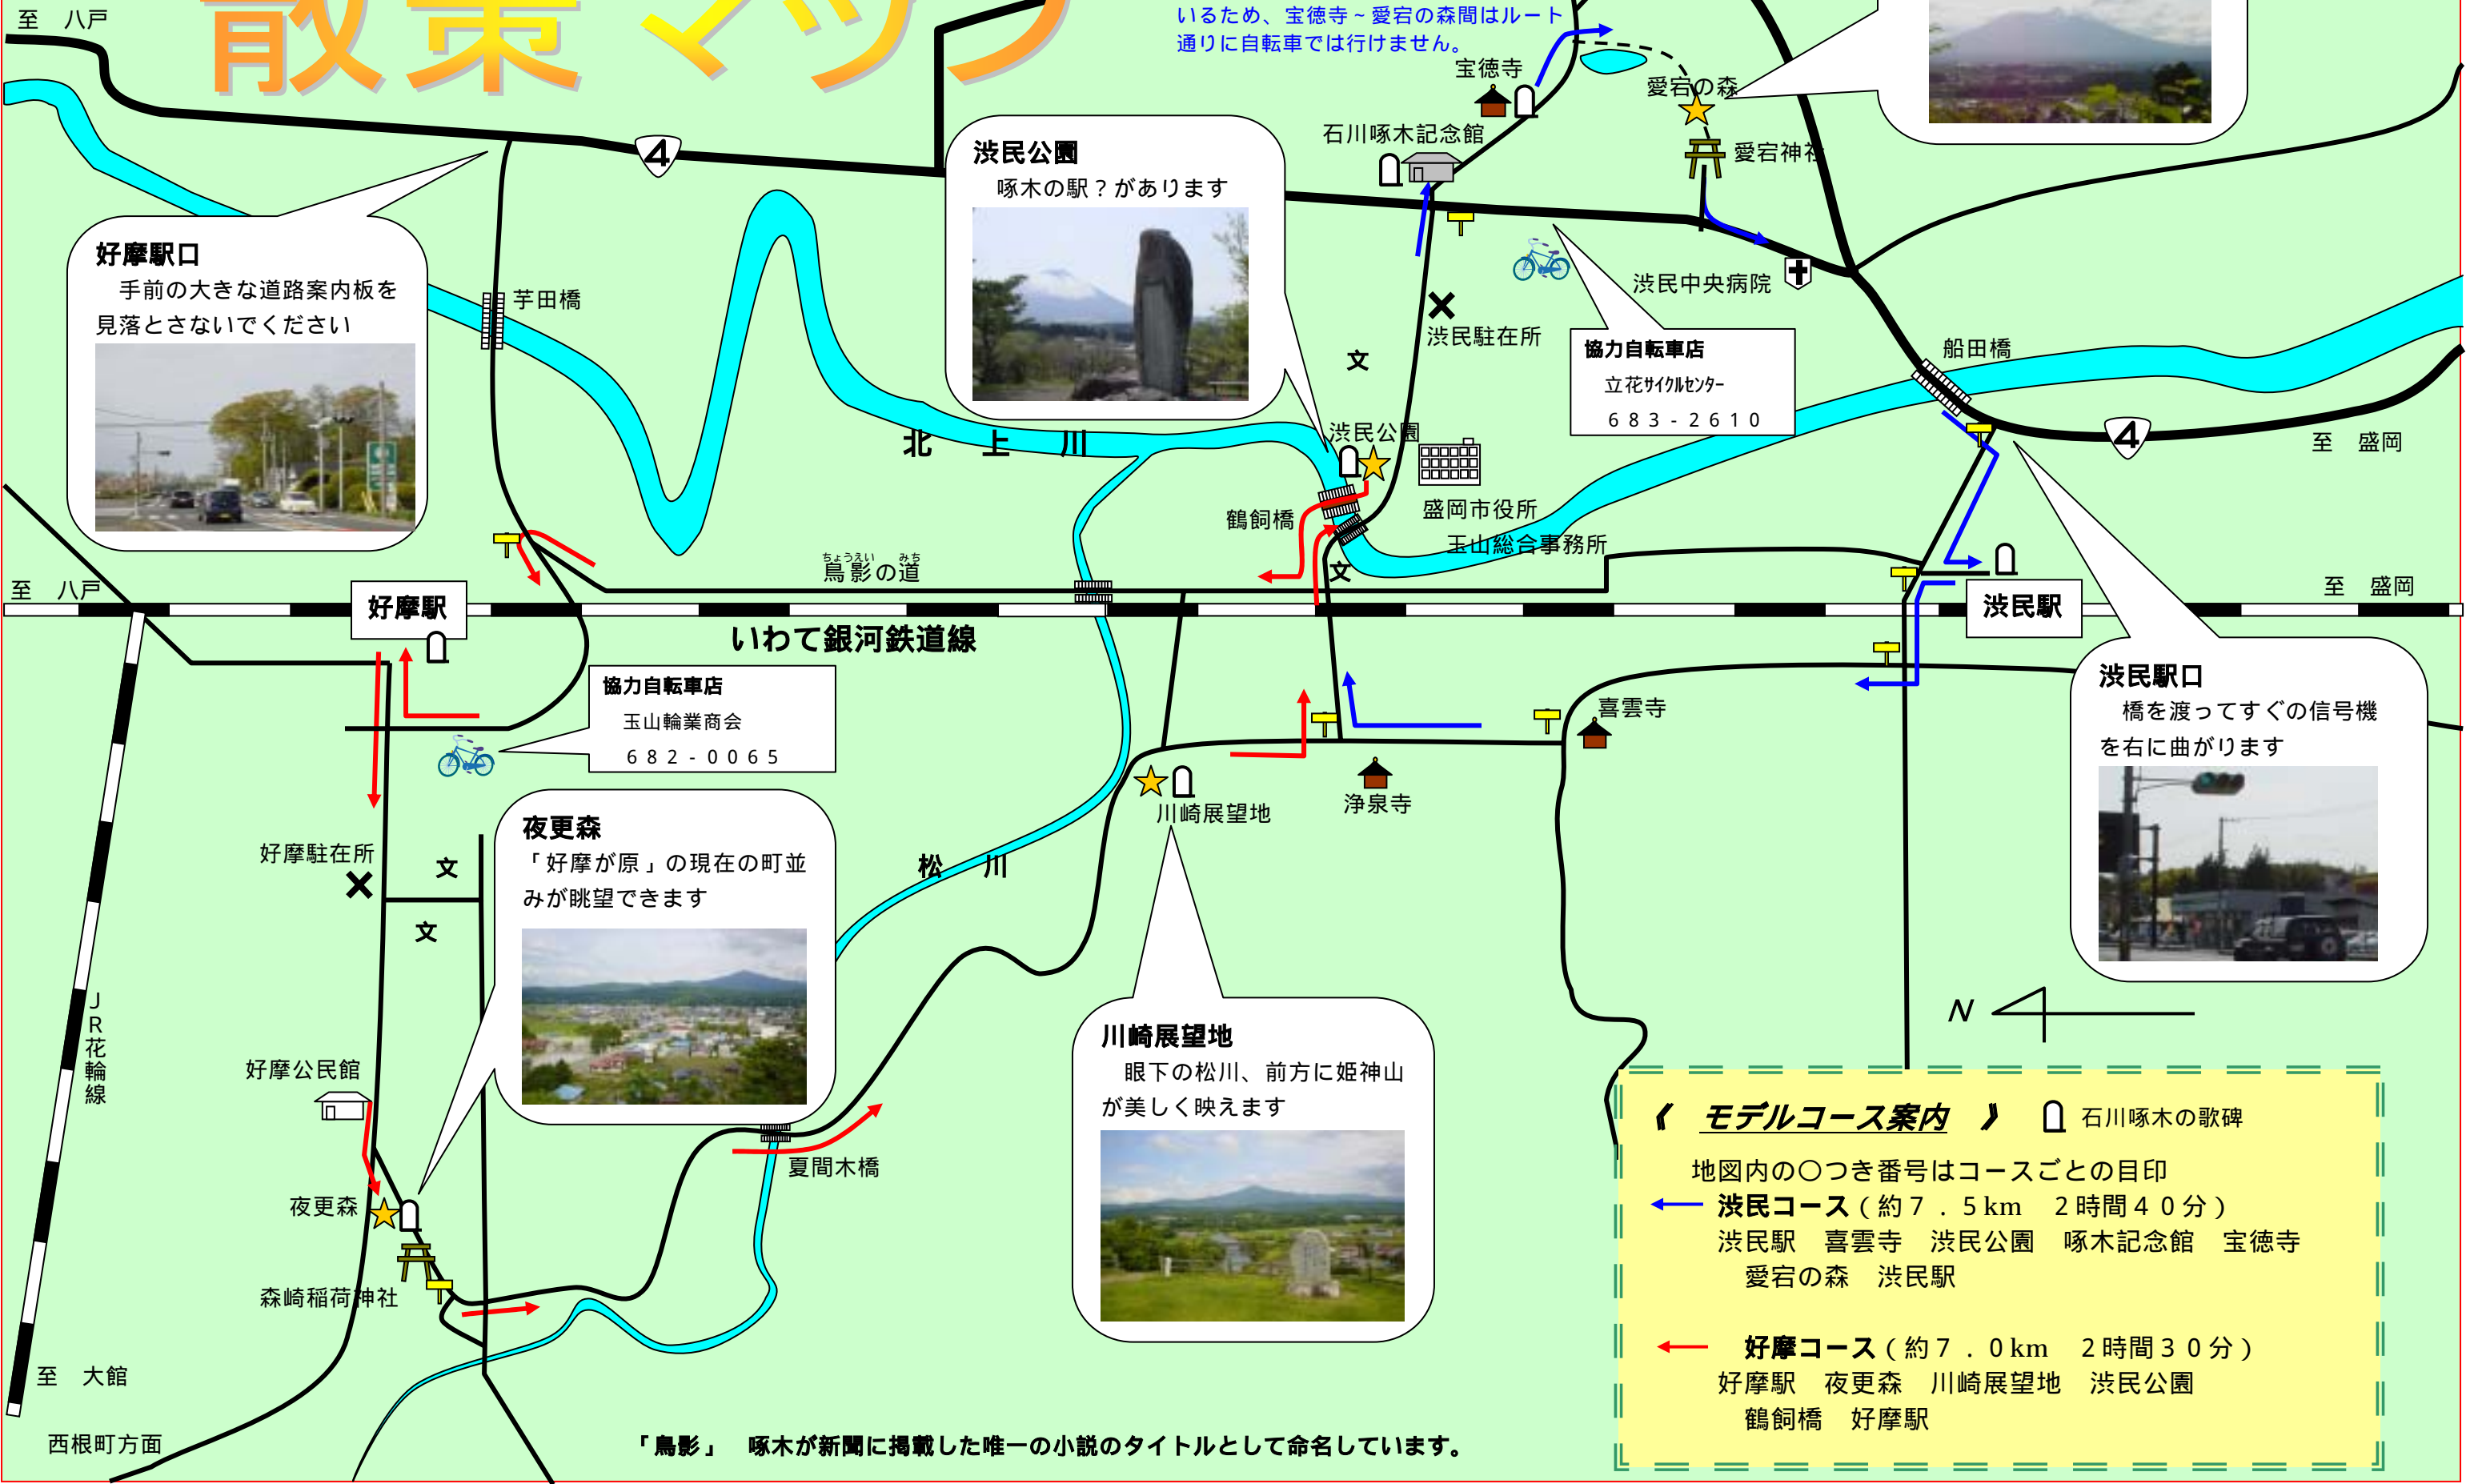 散策マップ
至　八戸
いるため、宝徳寺～愛宕の森間はルート
通りに自転車では行けません。
宝徳寺
愛宕の森
石川啄木記念館
愛宕神社
4
渋民公園
啄木の駅？があります
好摩駅口
手前の大きな道路案内板を
見落とさないでください
芋田橋
渋民中央病院
渋民駐在所
協力自転車店
立花ｻｲｸﾙｾﾝﾀｰ
６８３-２６１０
船田橋
文
4
至　盛岡
北　上　川
渋民公園
盛岡市役所
玉山総合事務所
鶴飼橋
文
ちょうえい　みち
鳥影の道
至　八戸
好摩駅
渋民駅
至　盛岡
いわて銀河鉄道線
協力自転車店
玉山輪業商会
６８２-００６５
渋民駅口
橋を渡ってすぐの信号機
を右に曲がります
喜雲寺
浄泉寺
川崎展望地
夜更森
「好摩が原」の現在の町並
みが眺望できます
好摩駐在所
文
文
松　川
JR花輪線
川崎展望地
眼下の松川、前方に姫神山
が美しく映えます
N
好摩公民館
夏間木橋
夜更森
森崎稲荷神社
至　大館
西根町方面
「鳥影」　啄木が新聞に掲載した唯一の小説のタイトルとして命名しています。
《　モデルコース案内　》　石川啄木の歌碑
地図内の○つき番号はコースごとの目印
渋民コース（約７．５km　２時間４０分）
渋民駅　喜雲寺　渋民公園　啄木記念館　宝徳寺
愛宕の森　渋民駅
好摩コース（約７．０km　２時間３０分）
好摩駅　夜更森　川崎展望地　渋民公園
鶴飼橋　好摩駅